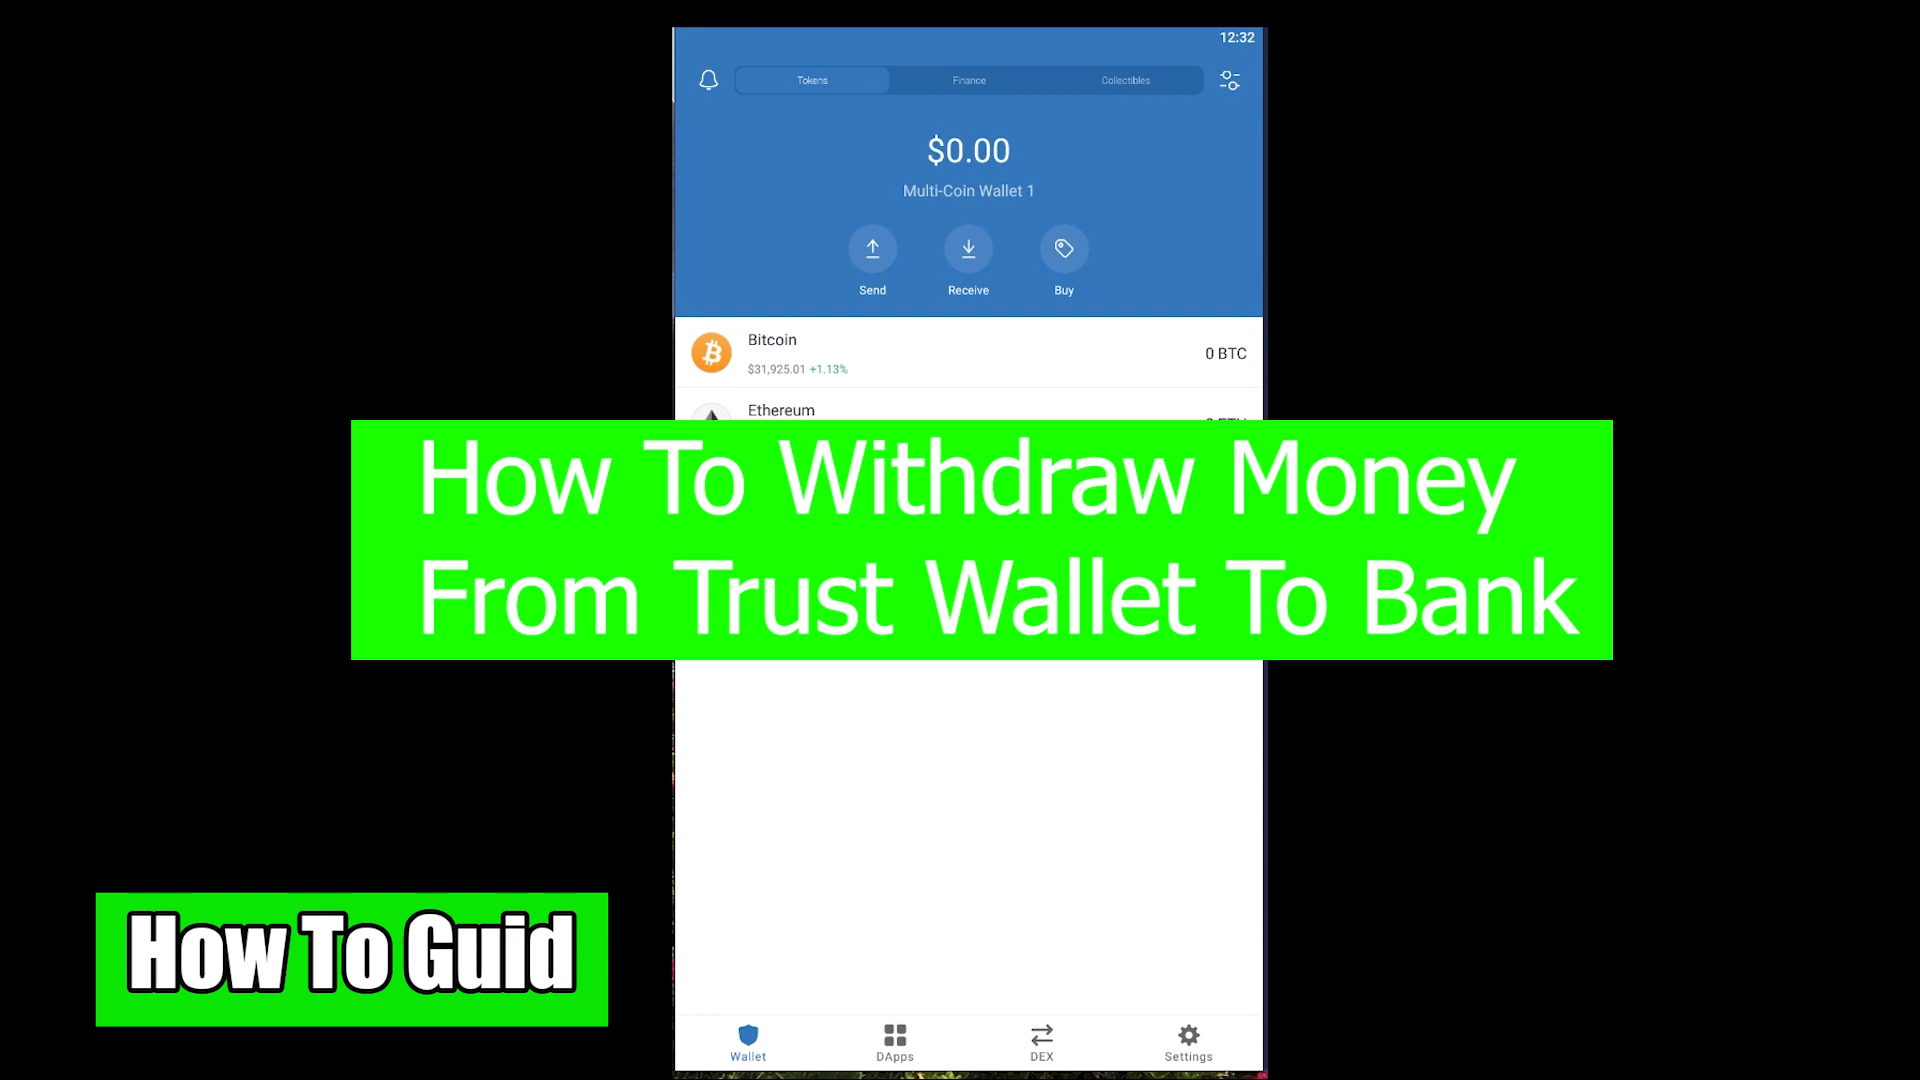 12:32
Tokens Finance Collectibles
$0.00
Multi-Coin Wallet 1
Send Receive Buy
Bitcoin
0 BTC
$31,925.01 +1.13%
Ethereum
How To Withdraw Money
From Trust Wallet To Bank
How To Guid
Wallet DApps DEX Settings